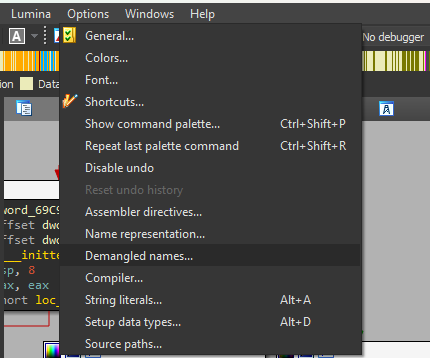 Lumina Options Windows Help
A No debugger
General...
Colors...
ion Data
Font...
Shortcuts...
Show command palette... Ctrl+Shift+P
Repeat last palette command Ctrl+Shift+R
Disable undo
Reset undo history
word_69C9
Assembler directives...
ffset dwo
ffset dwo
Name representation...
___initte
Demangled names...
sp, 8
ax, eax
Compiler...
hort loc_
String literals... Alt+A
Setup data types... Alt+D
Source paths...